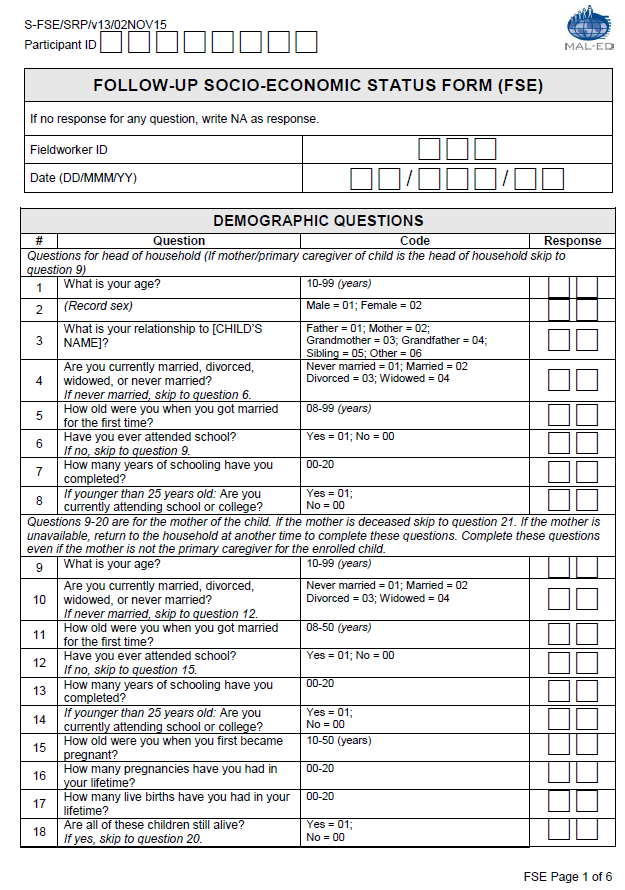 S-FSE/SRP/v13/02NOV15
Participant ID
MAL-ED
FOLLOW-UP SOCIO-ECONOMIC STATUS FORM (FSE)
If no response for any question, write NA as response.
Fieldworker ID
Date (DD/MMM/YY)
/ /
DEMOGRAPHIC QUESTIONS
# Question Code Response
Questions for head of household (If mother/primary caregiver of child is the head of household skip to
question 9)
1 What is your age? 10-99 (years)
2 (Record sex) Male = 01; Female = 02
3 What is your relationship to [CHILD'S
NAME]?
Father = 01; Mother = 02;
Grandmother = 03; Grandfather = 04;
Sibling = 05; Other = 06
4 Are you currently married, divorced,
widowed, or never married?
If never married, skip to question 6.
Never married = 01; Married = 02
Divorced = 03; Widowed = 04
5 How old were you when you got married
for the first time?
08-99 (years)
6 Have you ever attended school?
If no, skip to question 9.
Yes = 01; No = 00
7 How many years of schooling have you
completed?
00-20
8 If younger than 25 years old: Are you
currently attending school or college?
Yes = 01;
No = 00
Questions 9-20 are for the mother of the child. If the mother is deceased skip to question 21. If the mother is
unavailable, return to the household at another time to complete these questions. Complete these questions
even if the mother is not the primary caregiver for the enrolled child.
9 What is your age? 10-99 (years)
10 Are you currently married, divorced,
widowed, or never married?
If never married, skip to question 12.
Never married = 01; Married = 02
Divorced = 03; Widowed = 04
11 How old were you when you got married
for the first time?
08-50 (years)
12 Have you ever attended school?
If no, skip to question 15.
Yes = 01; No = 00
13 How many years of schooling have you
completed?
00-20
14 If younger than 25 years old: Are you
currently attending school or college?
Yes = 01;
No = 00
15 How old were you when you first became
pregnant?
10-50 (years)
16 How many pregnancies have you had in
your lifetime?
00-20
17 How many live births have you had in your
lifetime?
00-20
18 Are all of these children still alive?
If yes, skip to question 20.
Yes = 01;
No = 00
FSE Page 1 of 6